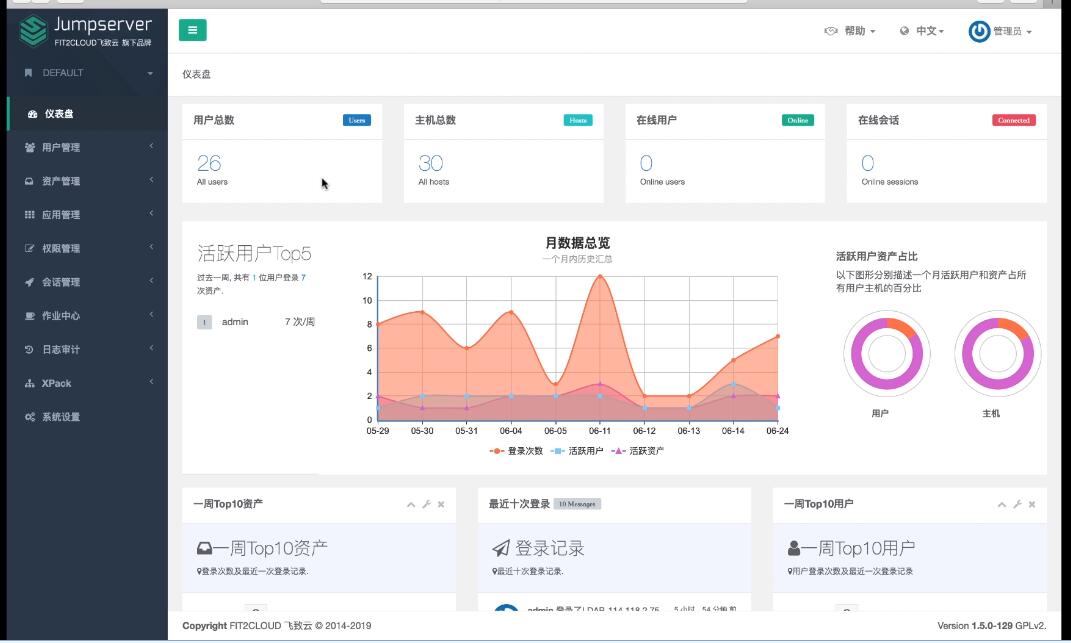 Jumpserver
FIT2CLOUD飞致云 旗下品牌
帮助
中文
管理员
DEFAULT
仪表盘
仪表盘
用户管理
资产管理
应用管理
权限管理
会话管理
作业中心
日志审计
XPack
系统设置
用户总数 Users
26
All users
主机总数 Hosts
30
All hosts
在线用户 Online
0
Online users
在线会话 Connected
0
Online sessions
活跃用户Top5
过去一周, 共有 1 位用户登录 7
次资产.
1 admin 7 次/周
月数据总览
一个月内历史汇总
12
10
8
6
4
2
0
05-29 05-30 05-31 06-04 06-05 06-11 06-12 06-13 06-14 06-24
登录次数 活跃用户 活跃资产
活跃用户资产占比
以下图形分别描述一个月活跃用户和资产占所
有用户主机的百分比
用户 主机
一周Top10资产
一周Top10资产
登录次数及最近一次登录记录.
最近十次登录 10 Messages
登录记录
最近十次登录记录.
admin 登录了LDAP-114.118.2.75 5 小时, 54 分钟 前
一周Top10用户
一周Top10用户
用户登录次数及最近一次登录记录
Copyright FIT2CLOUD 飞致云 © 2014-2019
Version 1.5.0-129 GPLv2.